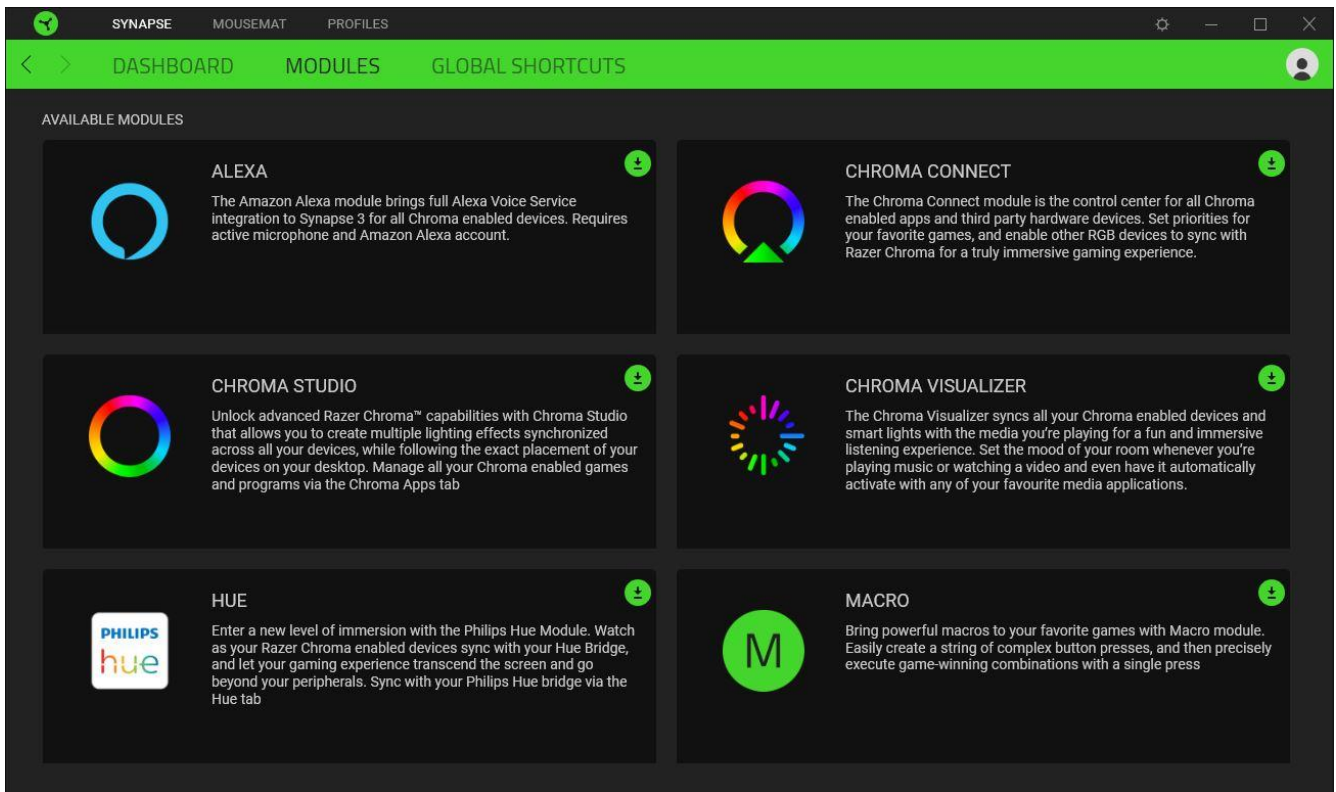 SYNAPSE MOUSEMAT PROFILES
DASHBOARD MODULES GLOBAL SHORTCUTS
AVAILABLE MODULES
ALEXA
The Amazon Alexa module brings full Alexa Voice Service
integration to Synapse 3 for all Chroma enabled devices. Requires
active microphone and Amazon Alexa account.
CHROMA CONNECT
The Chroma Connect module is the control center for all Chroma
enabled apps and third party hardware devices. Set priorities for
your favorite games, and enable other RGB devices to sync with
Razer Chroma for a truly immersive gaming experience.
CHROMA STUDIO
Unlock advanced Razer Chroma™ capabilities with Chroma Studio
that allows you to create multiple lighting effects synchronized
across all your devices, while following the exact placement of your
devices on your desktop. Manage all your Chroma enabled games
and programs via the Chroma Apps tab
CHROMA VISUALIZER
The Chroma Visualizer syncs all your Chroma enabled devices and
smart lights with the media you're playing for a fun and immersive
listening experience. Set the mood of your room whenever you're
playing music or watching a video and even have it automatically
activate with any of your favourite media applications.
PHILIPS
hue
HUE
Enter a new level of immersion with the Philips Hue Module. Watch
as your Razer Chroma enabled devices sync with your Hue Bridge,
and let your gaming experience transcend the screen and go
beyond your peripherals. Sync with your Philips Hue bridge via the
Hue tab
M
MACRO
Bring powerful macros to your favorite games with Macro module.
Easily create a string of complex button presses, and then precisely
execute game-winning combinations with a single press